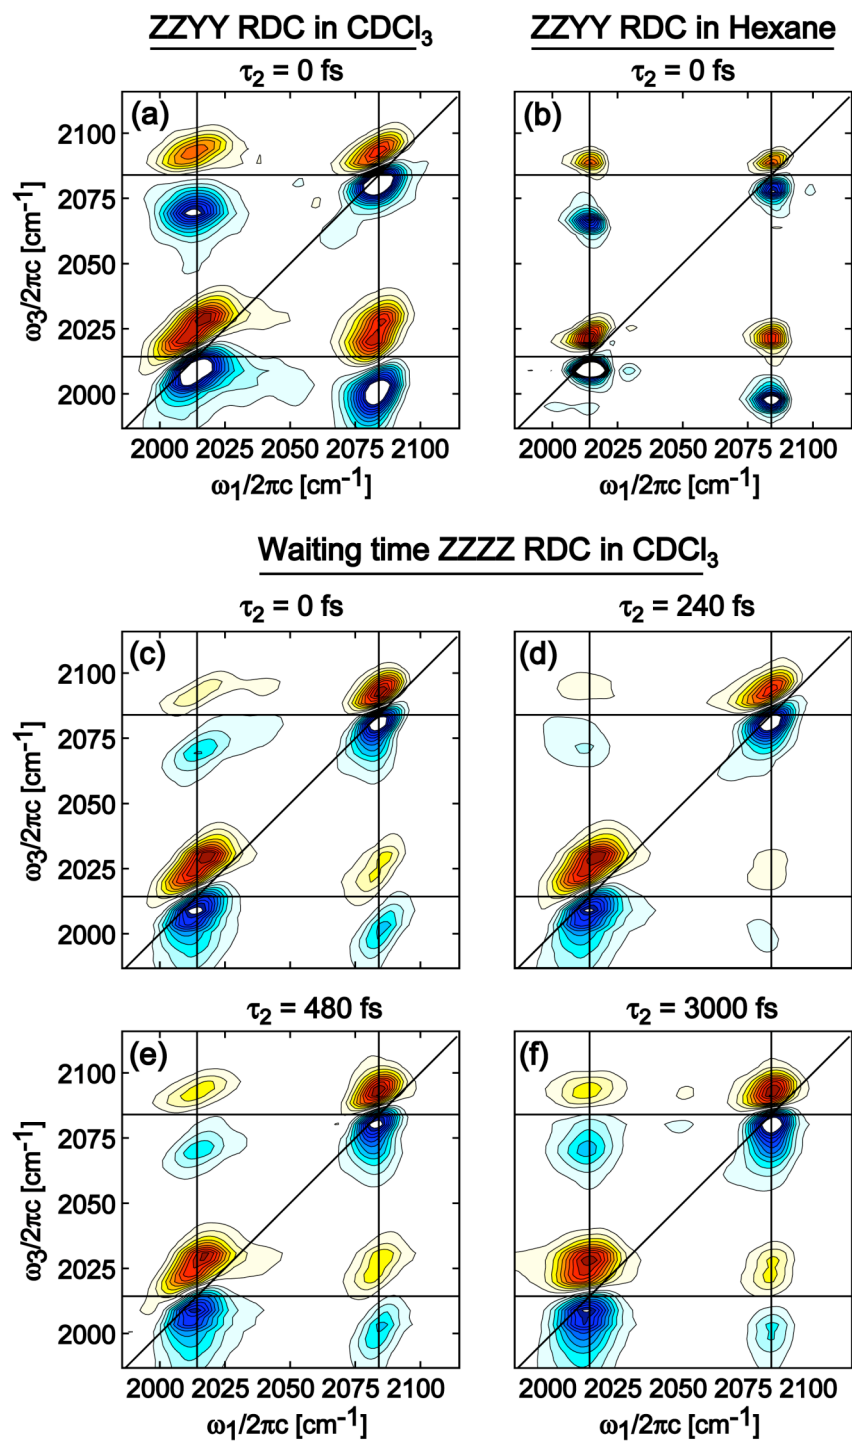 ZZYY RDC in CDCl₃
τ₂ = 0 fs
ZZYY RDC in Hexane
τ₂ = 0 fs
(a)
2100
2075
2050
2025
2000
ω₃/2πc [cm⁻¹]
2000 2025 2050 2075 2100
ω₁/2πc [cm⁻¹]
(b)
2000 2025 2050 2075 2100
ω₁/2πc [cm⁻¹]
Waiting time ZZZZ RDC in CDCl₃
τ₂ = 0 fs
τ₂ = 240 fs
(c)
2100
2075
2050
2025
2000
ω₃/2πc [cm⁻¹]
(d)
τ₂ = 480 fs
τ₂ = 3000 fs
(e)
2100
2075
2050
2025
2000
ω₃/2πc [cm⁻¹]
2000 2025 2050 2075 2100
ω₁/2πc [cm⁻¹]
(f)
2000 2025 2050 2075 2100
ω₁/2πc [cm⁻¹]